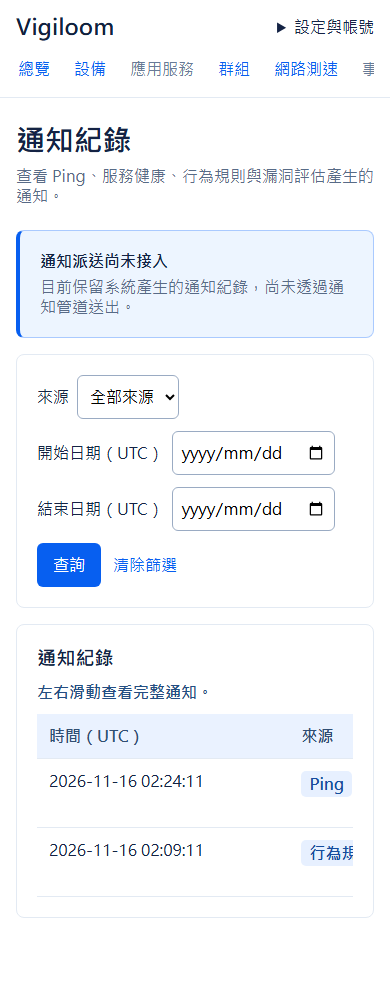 Vigiloom
▶ 設定與帳號
總覽 設備 應用服務 群組 網路測速 事
通知紀錄
查看 Ping、服務健康、行為規則與漏洞評估產生的
通知。
通知派送尚未接入
目前保留系統產生的通知紀錄，尚未透過通
知管道送出。
來源 全部來源
開始日期（UTC） yyyy/mm/dd
結束日期（UTC） yyyy/mm/dd
查詢 清除篩選
通知紀錄
左右滑動查看完整通知。
時間（UTC） 來源
2026-11-16 02:24:11 Ping
2026-11-16 02:09:11 行為規